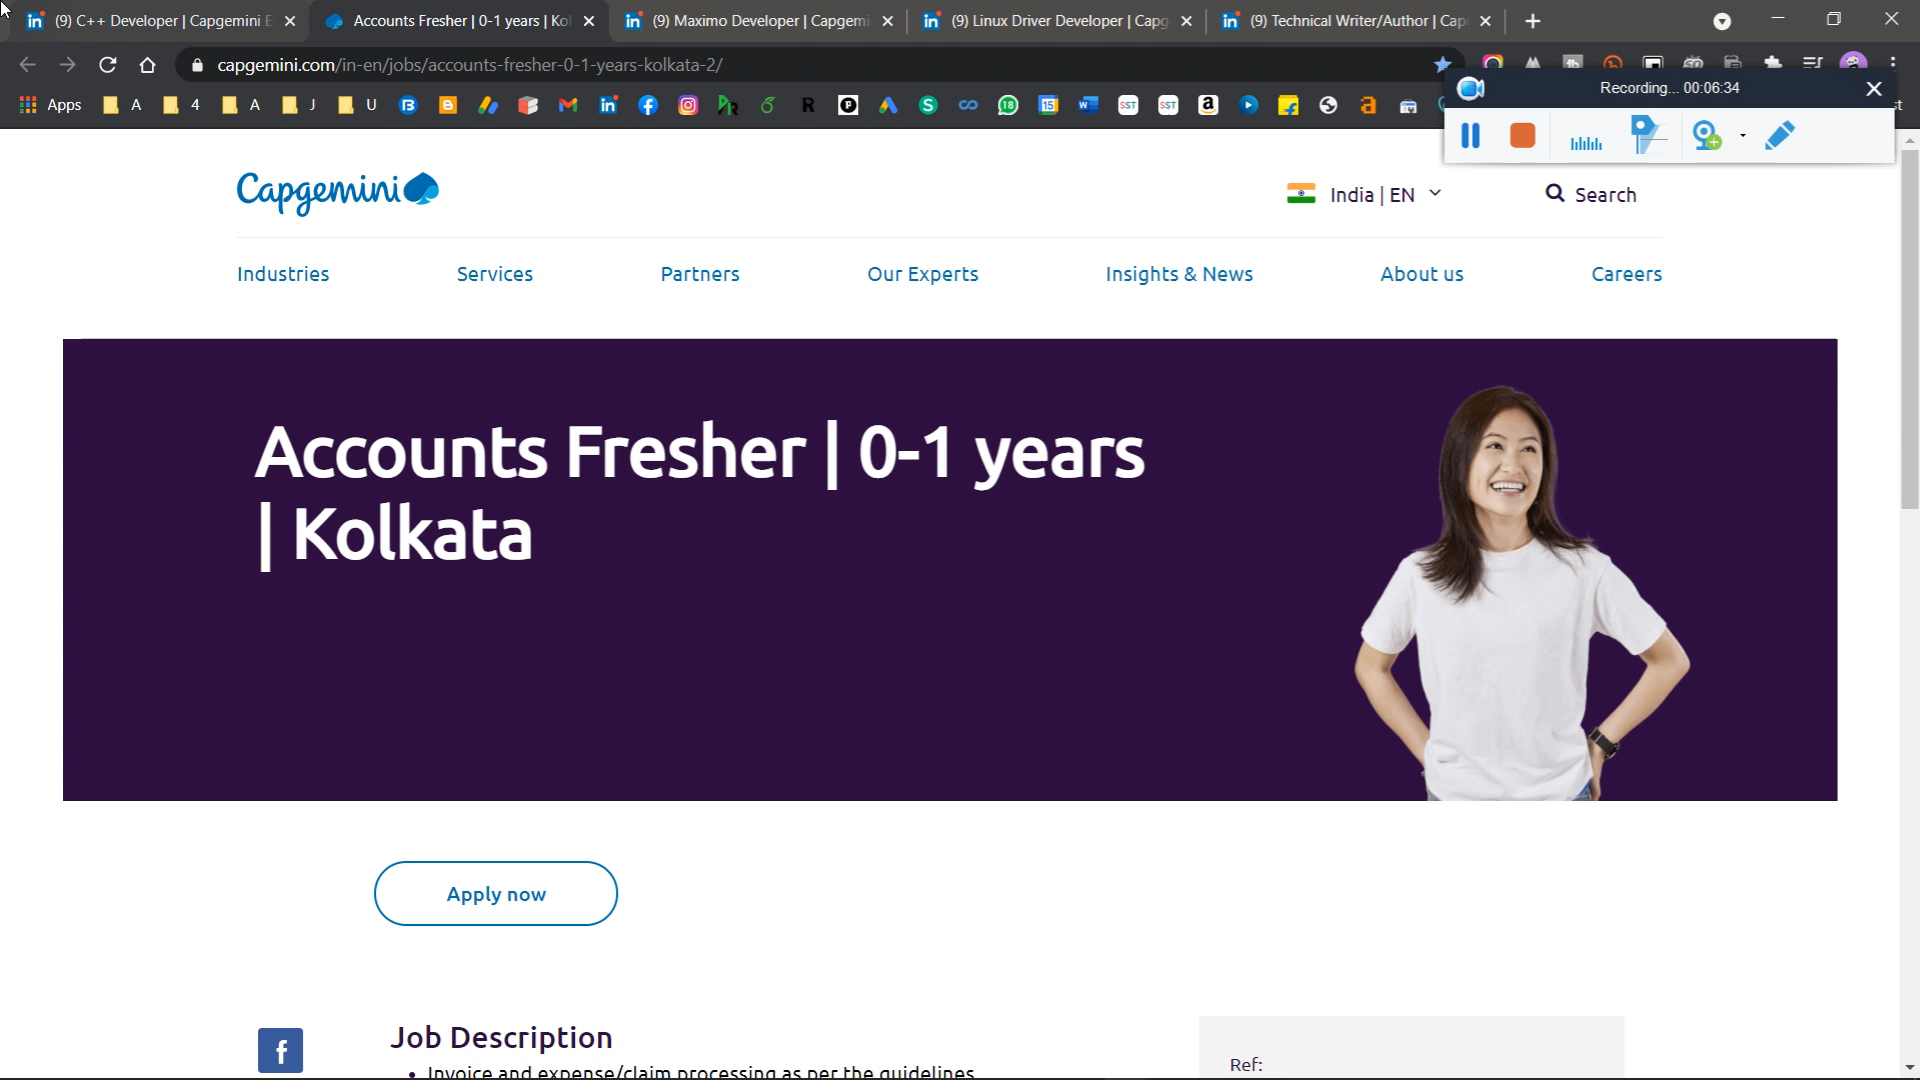 (9) C++ Developer | Capgemini E
Accounts Fresher | 0-1 years | Kol
(9) Maximo Developer | Capgemi
(9) Linux Driver Developer | Capg
(9) Technical Writer/Author | Cap
capgemini.com/in-en/jobs/accounts-fresher-0-1-years-kolkata-2/
Recording... 00:06:34
Apps A 4 A J U
Capgemini
India | EN
Search
Industries
Services
Partners
Our Experts
Insights & News
About us
Careers
Accounts Fresher | 0-1 years
| Kolkata
Apply now
Job Description
Invoice and expense/claim processing as per the guidelines
Ref: